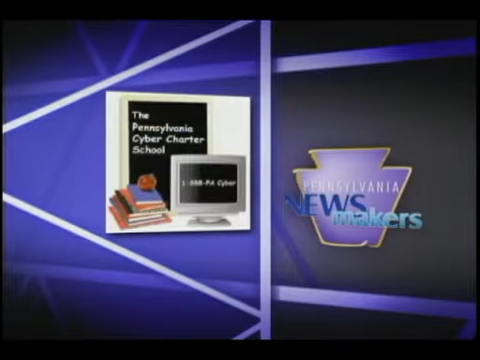 The
Pennsylvania
Cyber Charter
School
1-888-PA Cyber
PENNSYLVANIA
NEWS
makers